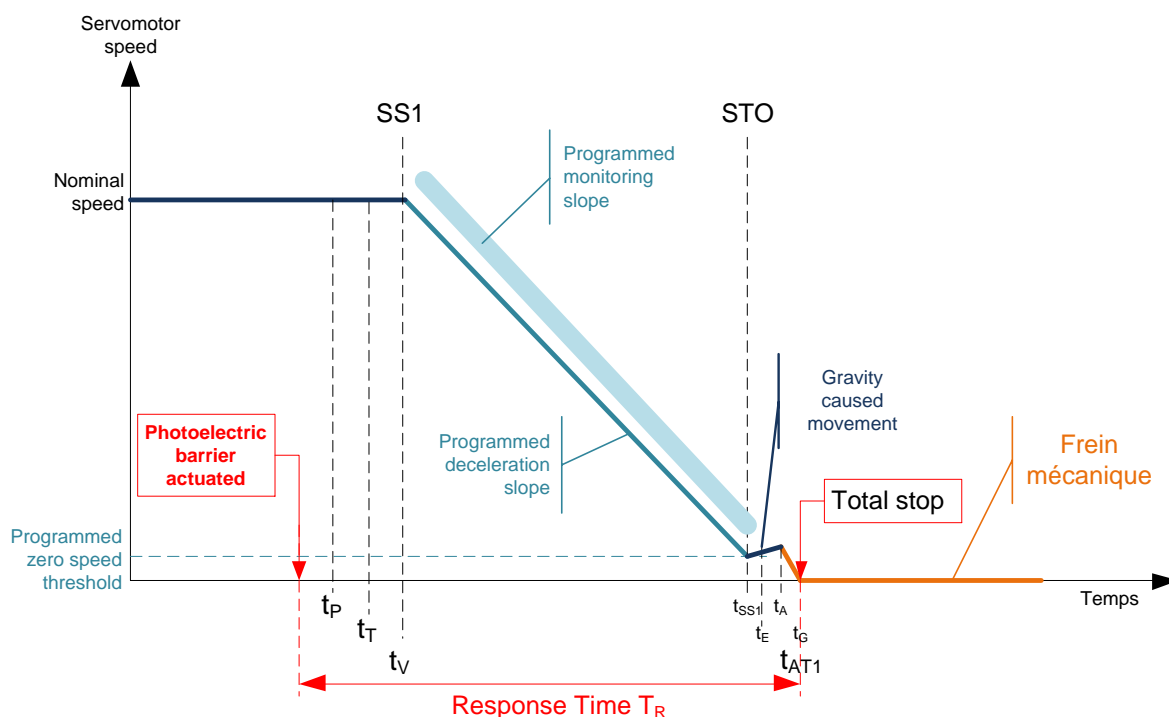 Servomotor
speed
SS1
STO
Programmed
monitoring
slope
Nominal
speed
Gravity
caused
movement
Photoelectric
barrier
actuated
Programmed
deceleration
slope
Frein
mécanique
Total stop
Programmed
zero speed
threshold
Temps
tP
tT
tV
tSS1
tE
tA
tG
tAT1
Response Time TR